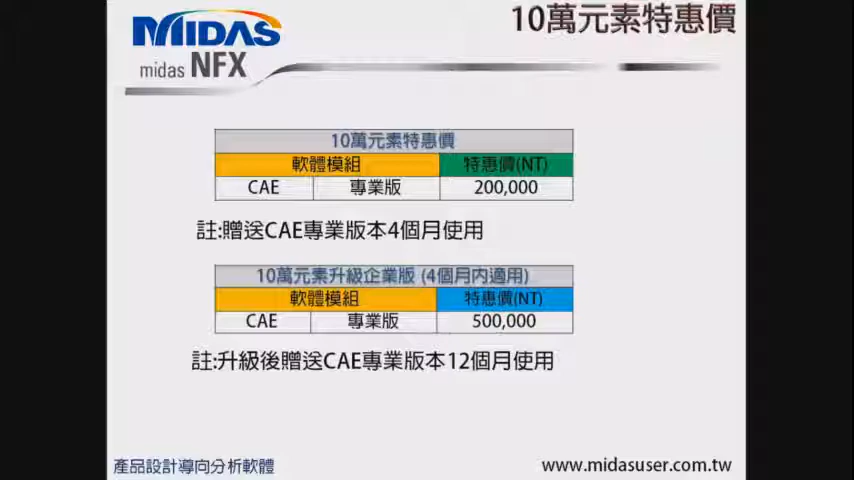 MIDAS
midas NFX
10萬元素特惠價
10萬元素特惠價
軟體模組 特惠價(NT)
CAE 專業版 200,000
註:贈送CAE專業版本4個月使用
10萬元素升級企業版 (4個月內適用)
軟體模組 特惠價(NT)
CAE 專業版 500,000
註:升級後贈送CAE專業版本12個月使用
產品設計導向分析軟體
www.midasuser.com.tw